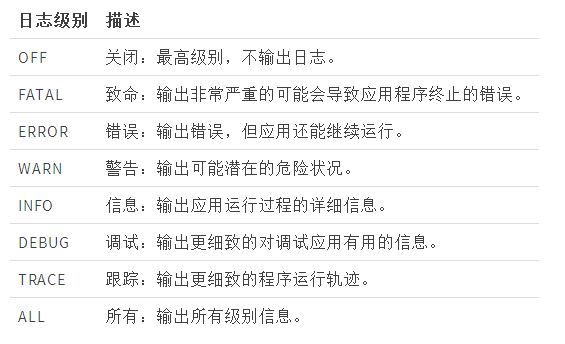 日志级别 描述
OFF 关闭：最高级别，不输出日志。
FATAL 致命：输出非常严重的可能会导致应用程序终止的错误。
ERROR 错误：输出错误，但应用还能继续运行。
WARN 警告：输出可能潜在的危险状况。
INFO 信息：输出应用运行过程的详细信息。
DEBUG 调试：输出更细致的对调试应用有用的信息。
TRACE 跟踪：输出更细致的程序运行轨迹。
ALL 所有：输出所有级别信息。